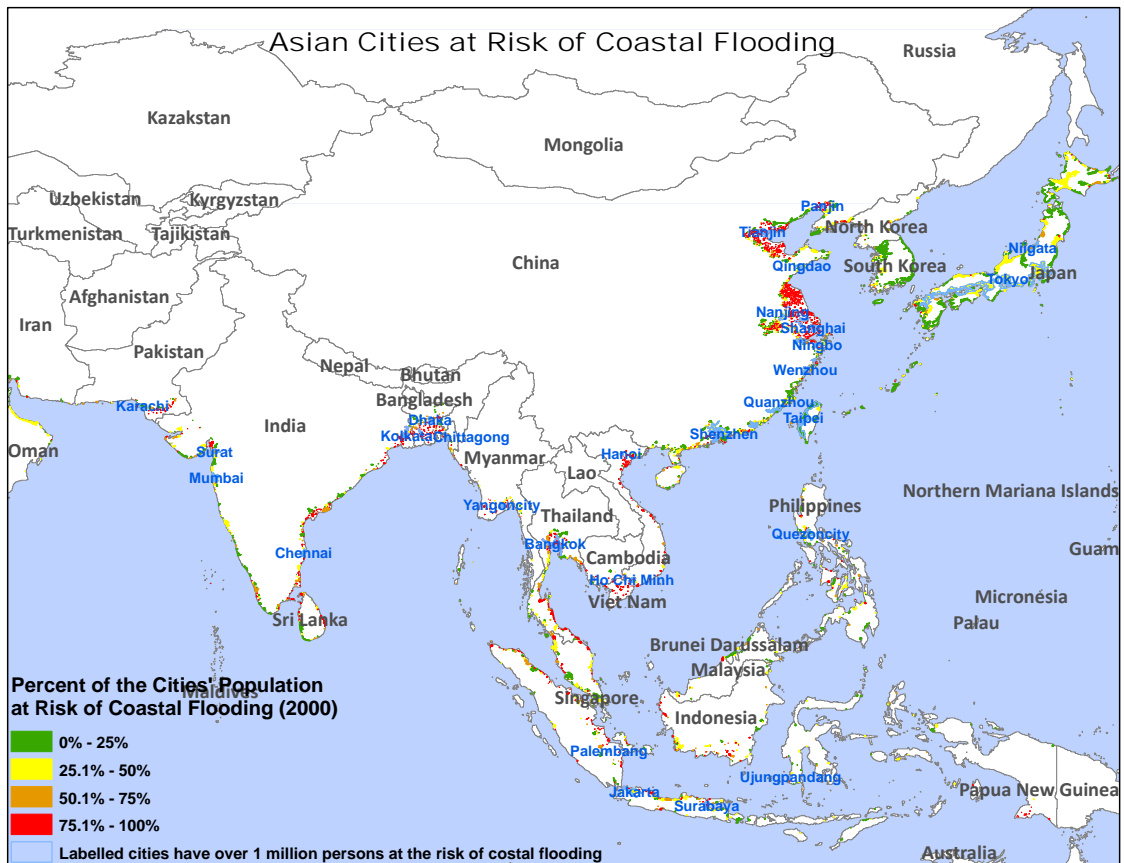 Asian Cities at Risk of Coastal Flooding
Russia
Kazakstan
Mongolia
Uzbekistan
Kyrgyzstan
Turkmenistan
Tajikistan
Panjin
North Korea
Tianjin
Niigata
China
Qingdao
South Korea
Japan
Tokyo
Afghanistan
Iran
Nanjing
Shanghai
Ningbo
Pakistan
Nepal
Bhutan
Wenzhou
Bangladesh
Karachi
Quanzhou
Taipei
India
Dhaka
Kolkata
Chittagong
Shenzhen
Oman
Surat
Myanmar
Hanoi
Lao
Mumbai
Northern Mariana Islands
Yangoncity
Philippines
Thailand
Quezoncity
Bangkok
Guam
Chennai
Cambodia
Ho Chi Minh
Viet Nam
Micronésia
Sri Lanka
Palau
Brunei Darussalam
Malaysia
Maldives
Singapore
Indonesia
Palembang
Ujungpandang
Jakarta
Surabaya
Papua New Guinea
Australia
Percent of the Cities' Population
at Risk of Coastal Flooding (2000)
0% - 25%
25.1% - 50%
50.1% - 75%
75.1% - 100%
Labelled cities have over 1 million persons at the risk of costal flooding